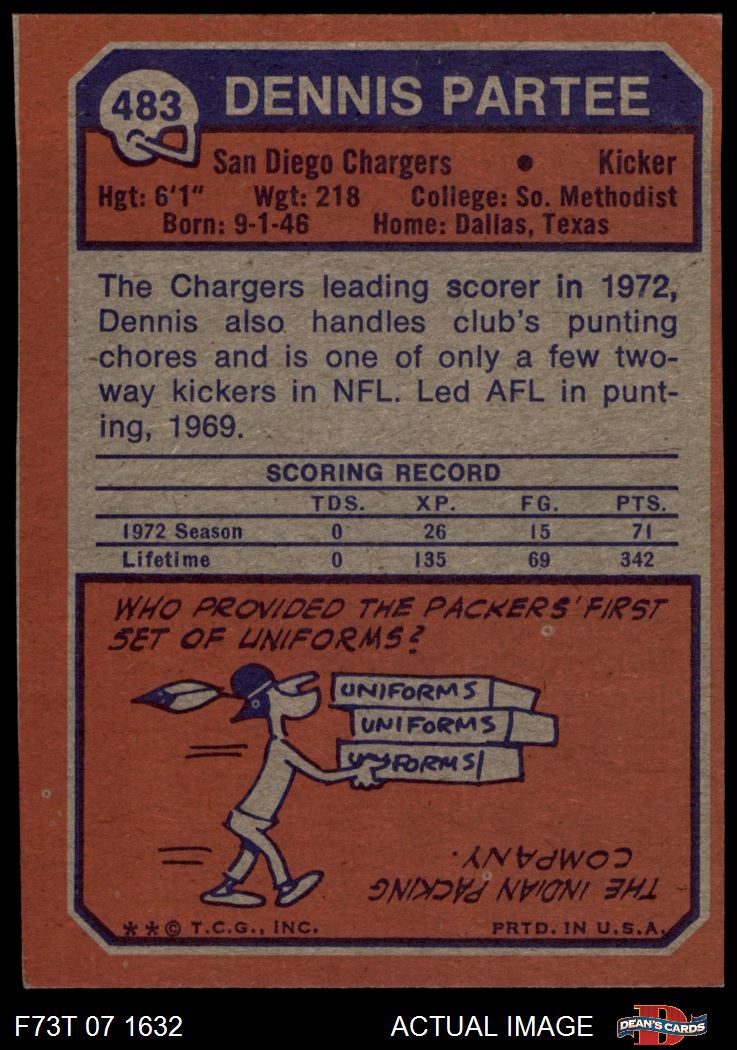 483 DENNIS PARTEE
San Diego Chargers • Kicker
Hgt: 6'1" Wgt: 218 College: So. Methodist
Born: 9-1-46 Home: Dallas, Texas
The Chargers leading scorer in 1972,
Dennis also handles club's punting
chores and is one of only a few two-
way kickers in NFL. Led AFL in punt-
ing, 1969.
SCORING RECORD
TDS. XP. FG. PTS.
1972 Season 0 26 15 71
Lifetime 0 135 69 342
WHO PROVIDED THE PACKERS' FIRST
SET OF UNIFORMS?
UNIFORMS
UNIFORMS
UNIFORMS
THE INDIAN PACKING
COMPANY.
**© T.C.G., INC. PRTD. IN U.S.A.
F73T 07 1632 ACTUAL IMAGE D DEAN'S CARDS